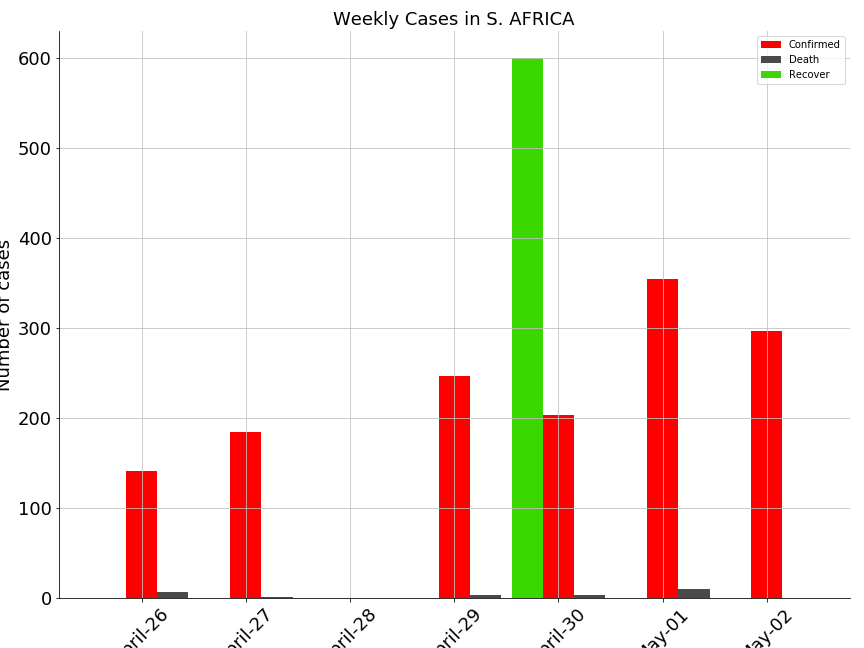 Weekly Cases in S. AFRICA
Confirmed
Death
Recover
600
500
400
300
200
100
0
Number of cases
pril-26
pril-27
pril-28
pril-29
pril-30
May-01
May-02